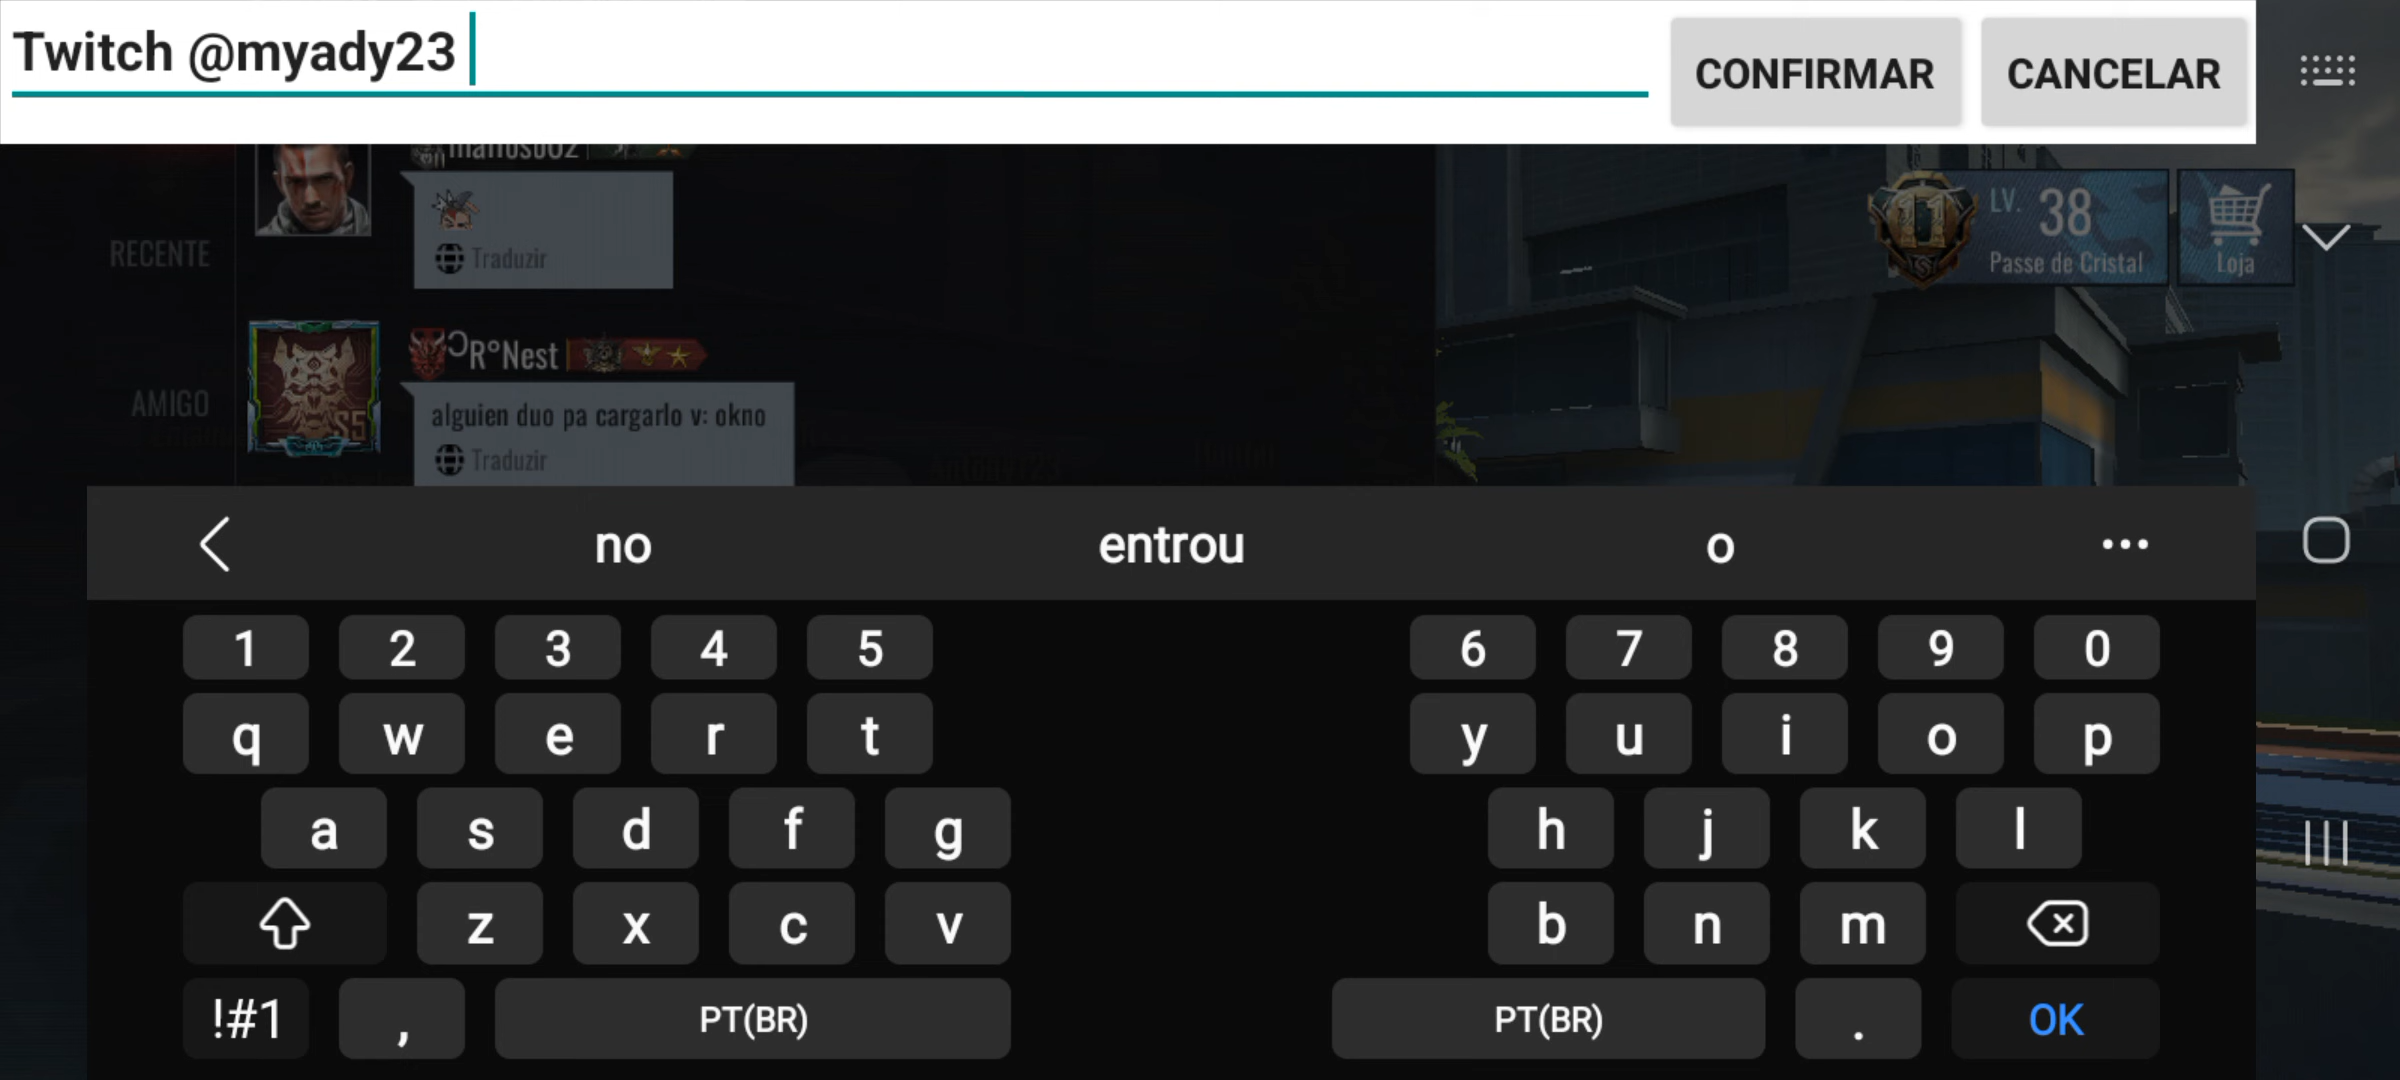 Twitch @myady23
CONFIRMAR
CANCELAR
Traduzir
RECENTE
LV. 38
Passe de Cristal
Loja
R°Nest
AMIGO
S5
alguien duo pa cargarlo v: okno
Traduzir
no entrou o ...
1 2 3 4 5 6 7 8 9 0
q w e r t y u i o p
a s d f g h j k l
z x c v b n m
!#1 , PT(BR) PT(BR) . OK